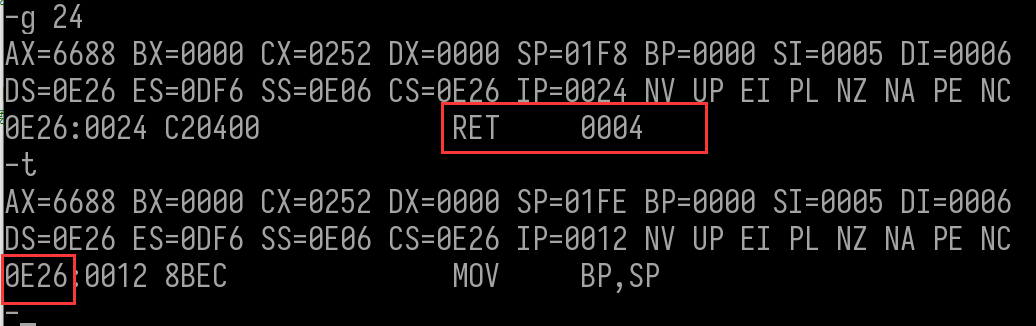 -g 24
AX=6688 BX=0000 CX=0252 DX=0000 SP=01F8 BP=0000 SI=0005 DI=0006
DS=0E26 ES=0DF6 SS=0E06 CS=0E26 IP=0024 NV UP EI PL NZ NA PE NC
0E26:0024 C20400 RET 0004
-t
AX=6688 BX=0000 CX=0252 DX=0000 SP=01FE BP=0000 SI=0005 DI=0006
DS=0E26 ES=0DF6 SS=0E06 CS=0E26 IP=0012 NV UP EI PL NZ NA PE NC
0E26:0012 8BEC MOV BP,SP
-